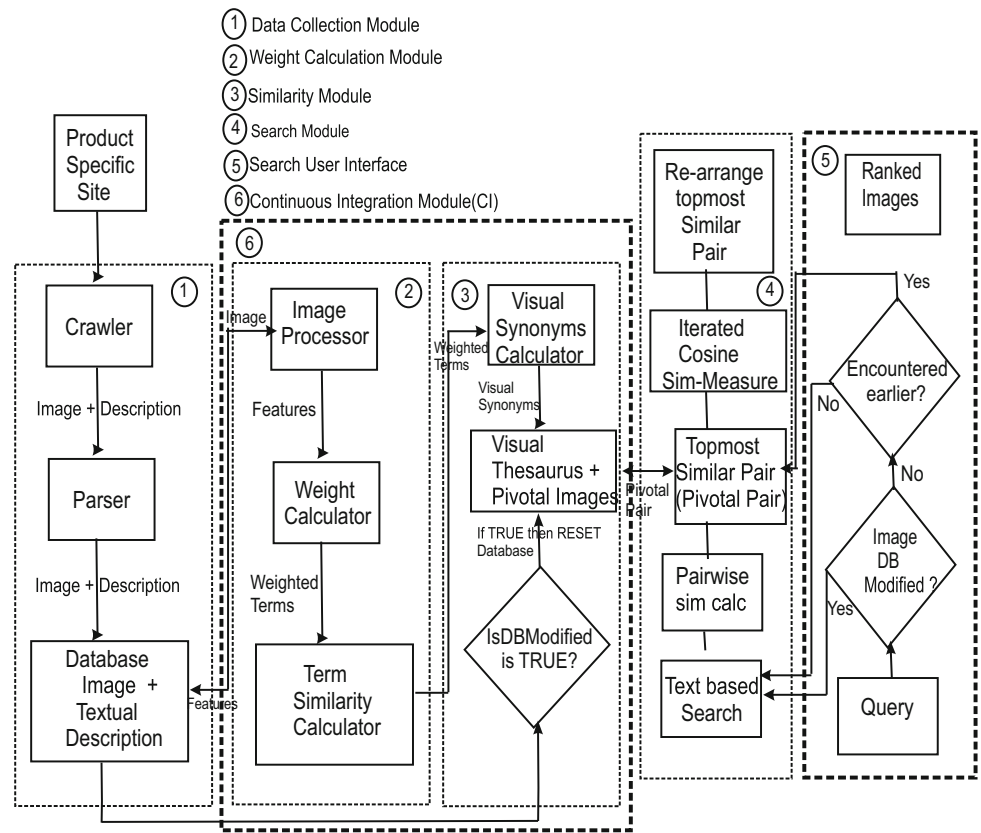 1 Data Collection Module
2 Weight Calculation Module
3 Similarity Module
4 Search Module
5 Search User Interface
6 Continuous Integration Module(CI)
Product
Specific
Site
1
Crawler
Image + Description
Parser
Image + Description
Database
Image +
Textual
Description
6
2
Image
Image
Processor
Features
Weight
Calculator
Weighted
Terms
Term
Similarity
Calculator
Features
3
Weighted
Terms
Visual
Synonyms
Calculator
Visual
Synonyms
Visual
Thesaurus +
Pivotal Images
If TRUE then RESET
Database
IsDBModified
is TRUE?
Pivotal
Pair
4
Re-arrange
topmost
Similar
Pair
Iterated
Cosine
Sim-Measure
Topmost
Similar Pair
(Pivotal Pair)
Pairwise
sim calc
Text based
Search
5
Ranked
Images
Yes
Encountered
earlier?
No
No
Image
DB
Modified ?
Yes
Query